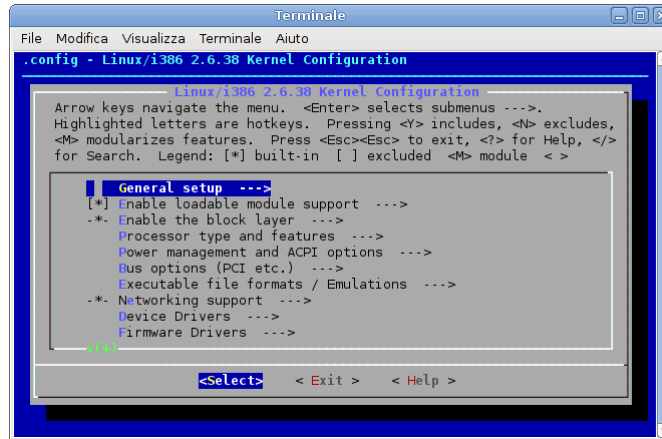 Terminale
File Modifica Visualizza Terminale Aiuto
.config - Linux/i386 2.6.38 Kernel Configuration
Linux/i386 2.6.38 Kernel Configuration
Arrow keys navigate the menu. <Enter> selects submenus --->.
Highlighted letters are hotkeys. Pressing <Y> includes, <N> excludes,
<M> modularizes features. Press <Esc><Esc> to exit, <?> for Help, </>
for Search. Legend: [*] built-in [ ] excluded <M> module < >
General setup --->
[*] Enable loadable module support --->
-*- Enable the block layer --->
Processor type and features --->
Power management and ACPI options --->
Bus options (PCI etc.) --->
Executable file formats / Emulations --->
-*- Networking support --->
Device Drivers --->
Firmware Drivers --->
v(+)
<Select> < Exit > < Help >